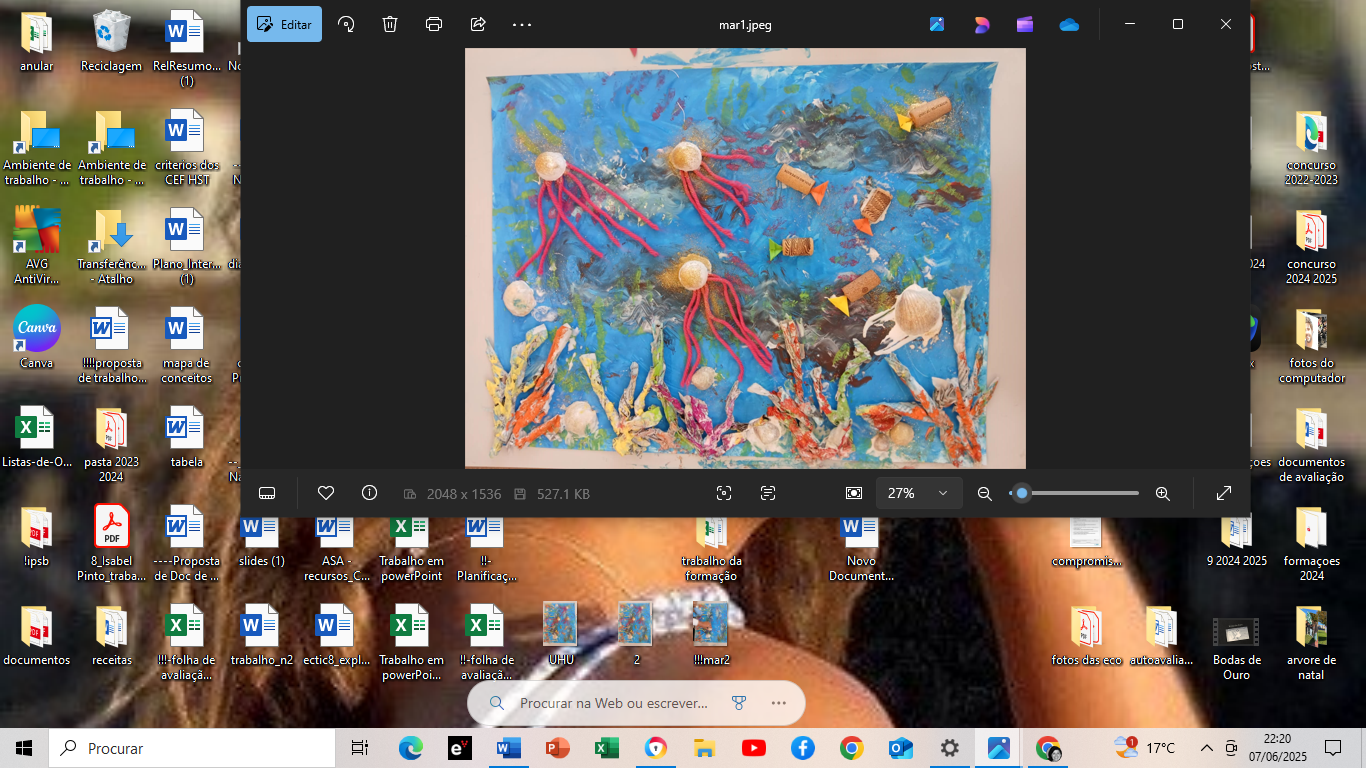 Editar
mar1.jpeg
anular
Reciclagem
RelResumo...
(1)
Ambiente de
trabalho - ...
Ambiente de
trabalho - ...
criterios dos
CEF HST
concurso
2022-2023
AVG
AntiVir...
Transferênc...
- Atalho
Plano_Inter...
(1)
concurso
2024 2025
Canva
Canva
!!!!proposta
de trabalho...
mapa de
conceitos
fotos do
computador
Listas-de-O...
pasta 2023
2024
tabela
documentos
de avaliação
2048 x 1536
527.1 KB
27%
!ipsb
PDF
8_Isabel
Pinto_traba...
----Proposta
de Doc de ...
slides (1)
ASA -
recursos_C...
Trabalho em
powerPoint
!!-
Planificaç...
trabalho da
formação
Novo
Document...
compromis...
9 2024 2025
formaçoes
2024
documentos
receitas
!!!-folha de
avaliaçã...
trabalho_n2
ectic8_expl...
Trabalho em
powerPoi...
!!-folha de
avaliaçã...
UHU
2
!!!mar2
fotos das eco
autoavalia...
Bodas de
Ouro
arvore de
natal
Procurar na Web ou escrever...
Procurar
17°C
22:20
07/06/2025